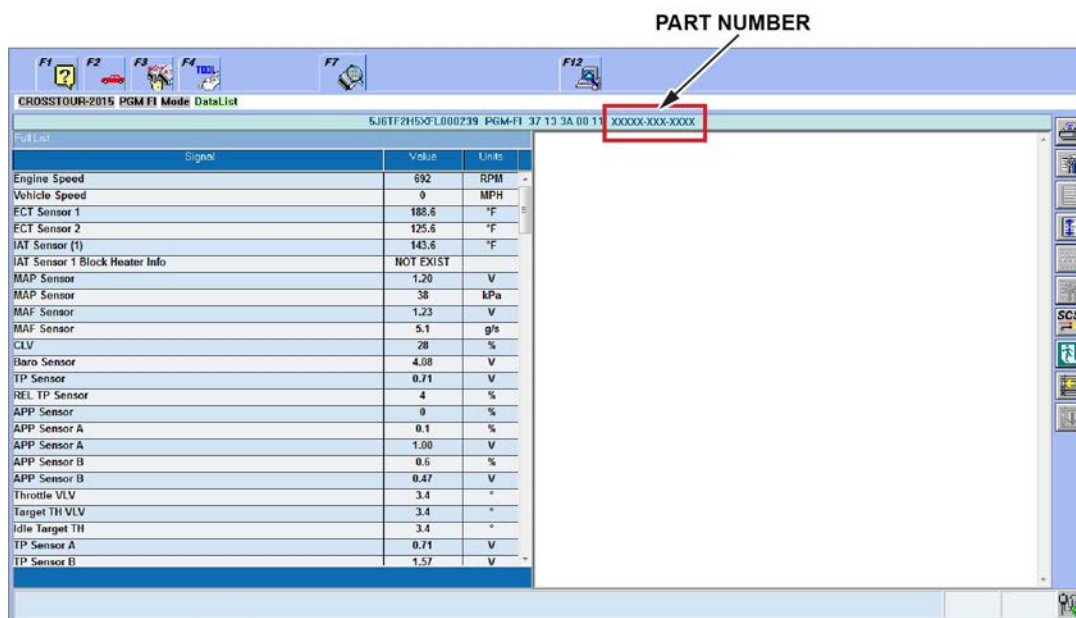 PART NUMBER
F1 F2 F3 F4 TOOL F7 F12
CROSSTOUR-2015 PGM FI Mode DataList
5J6TF2H5XFL000239 PGM-FI 37 13 3A 00 11 XXXXX-XXX-XXXX
Full List
Signal Value Units
Engine Speed 692 RPM
Vehicle Speed 0 MPH
ECT Sensor 1 188.6 °F
ECT Sensor 2 125.6 °F
IAT Sensor (1) 143.6 °F
IAT Sensor 1 Block Heater Info NOT EXIST
MAP Sensor 1.20 V
MAP Sensor 38 kPa
MAF Sensor 1.23 V
MAF Sensor 5.1 g/s
CLV 28 %
Baro Sensor 4.08 V
TP Sensor 0.71 V
REL TP Sensor 4 %
APP Sensor 0 %
APP Sensor A 0.1 %
APP Sensor A 1.00 V
APP Sensor B 0.6 %
APP Sensor B 0.47 V
Throttle VLV 3.4 °
Target TH VLV 3.4 °
Idle Target TH 3.4 °
TP Sensor A 0.71 V
TP Sensor B 1.57 V
SCS